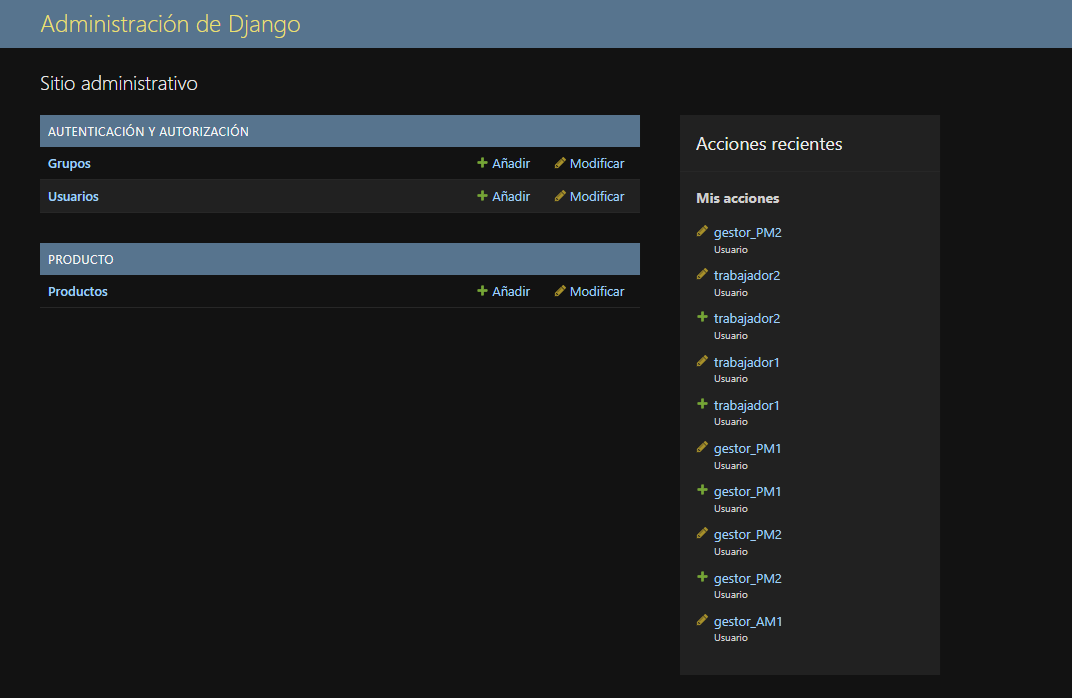 Administración de Django
Sitio administrativo
AUTENTICACIÓN Y AUTORIZACIÓN
Grupos Añadir Modificar
Usuarios Añadir Modificar
PRODUCTO
Productos Añadir Modificar
Acciones recientes
Mis acciones
gestor_PM2
Usuario
trabajador2
Usuario
trabajador2
Usuario
trabajador1
Usuario
trabajador1
Usuario
gestor_PM1
Usuario
gestor_PM1
Usuario
gestor_PM2
Usuario
gestor_PM2
Usuario
gestor_AM1
Usuario